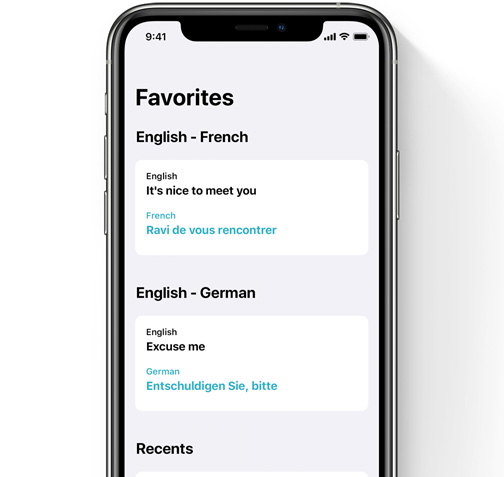 9:41
Favorites
English - French
English
It's nice to meet you
French
Ravi de vous rencontrer
English - German
English
Excuse me
German
Entschuldigen Sie, bitte
Recents